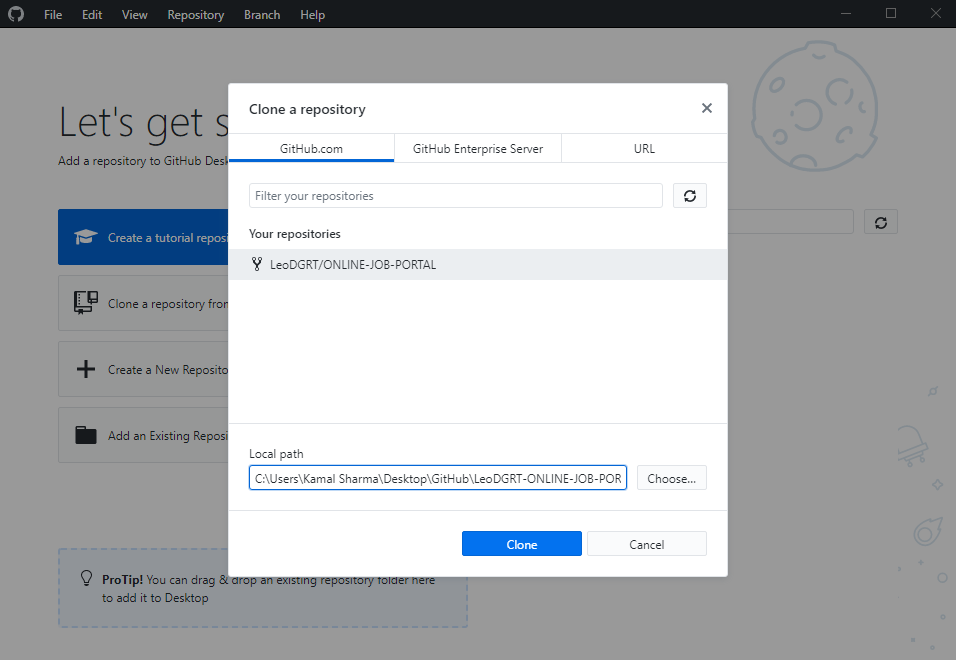 File Edit View Repository Branch Help
Let's get s
Add a repository to GitHub Desk
Create a tutorial reposi
Clone a repository from
Create a New Reposito
Add an Existing Reposi
Clone a repository
GitHub.com GitHub Enterprise Server URL
Filter your repositories
Your repositories
LeoDGRT/ONLINE-JOB-PORTAL
Local path
C:\Users\Kamal Sharma\Desktop\GitHub\LeoDGRT-ONLINE-JOB-POR Choose...
Clone Cancel
ProTip! You can drag & drop an existing repository folder here
to add it to Desktop